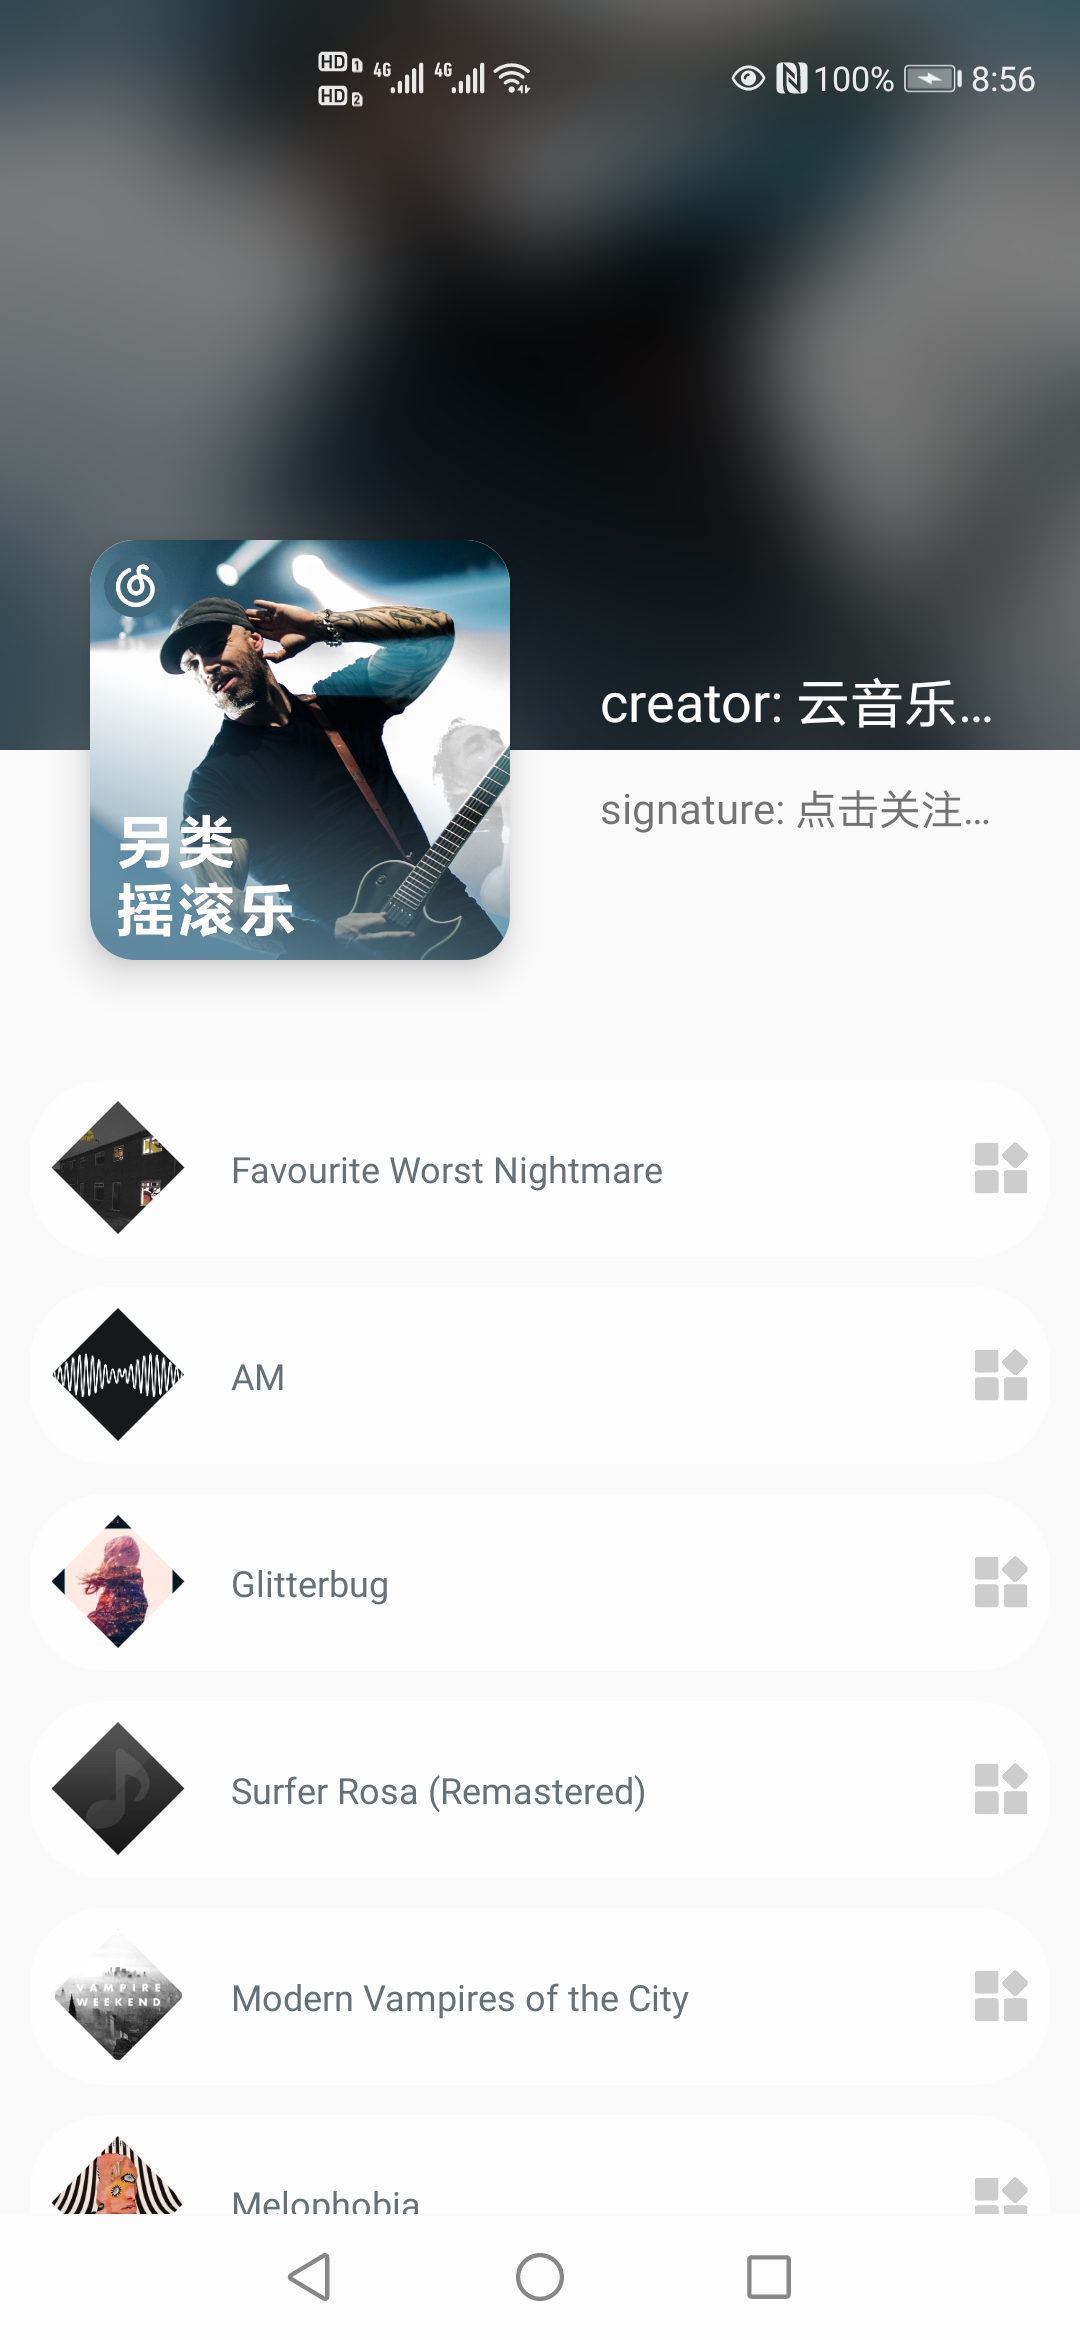 HD 1 4G 4G 100% 8:56
HD 2
creator: 云音乐...
signature: 点击关注...
另类
摇滚乐
Favourite Worst Nightmare
AM
Glitterbug
Surfer Rosa (Remastered)
VAMPIRE
WEEKEND
Modern Vampires of the City
Melophobia